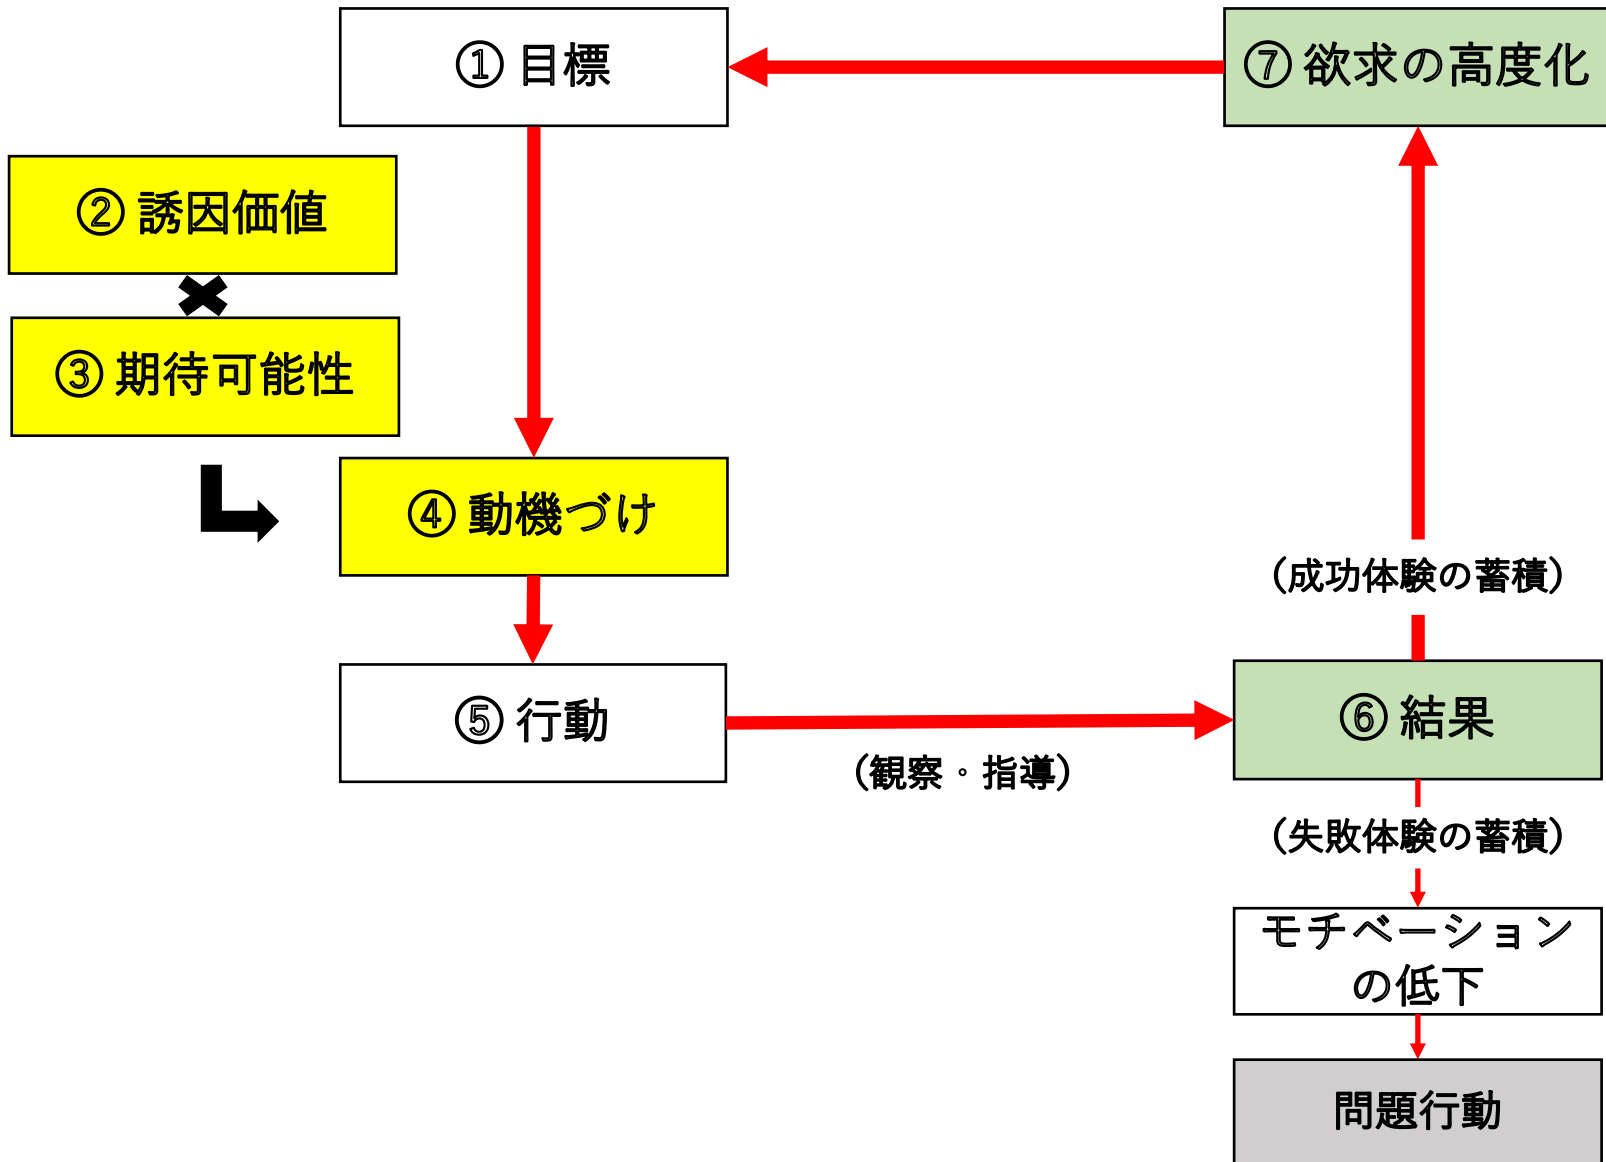 ① 目標
⑦ 欲求の高度化
② 誘因価値
③ 期待可能性
④ 動機づけ
(成功体験の蓄積)
⑤ 行動
⑥ 結果
(観察・指導)
(失敗体験の蓄積)
モチベーション
の低下
問題行動